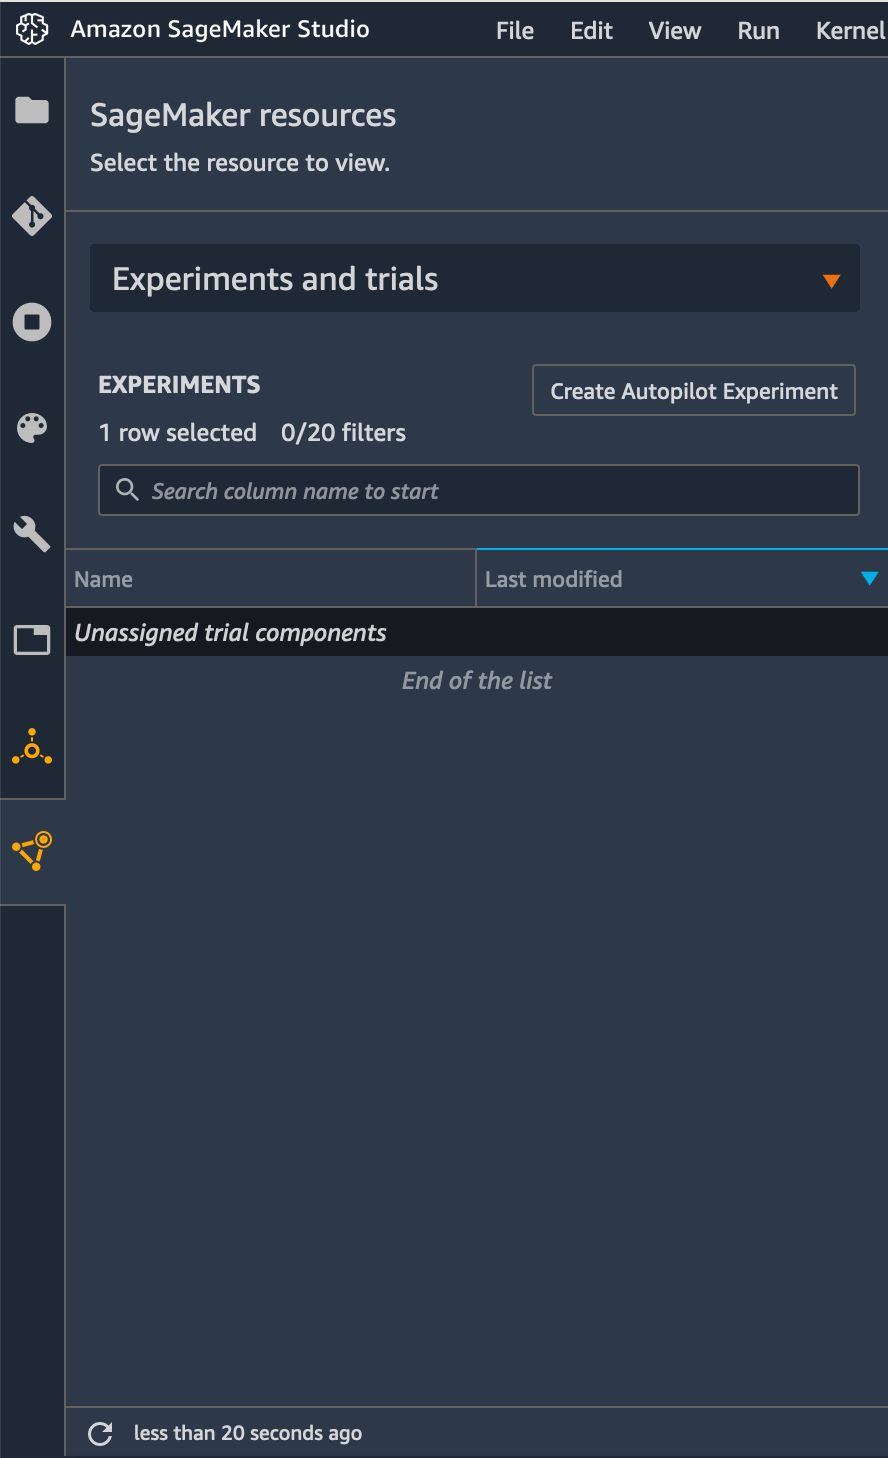 Amazon SageMaker Studio File Edit View Run Kernel
SageMaker resources
Select the resource to view.
Experiments and trials
EXPERIMENTS
Create Autopilot Experiment
1 row selected 0/20 filters
Search column name to start
Name Last modified
Unassigned trial components
End of the list
less than 20 seconds ago